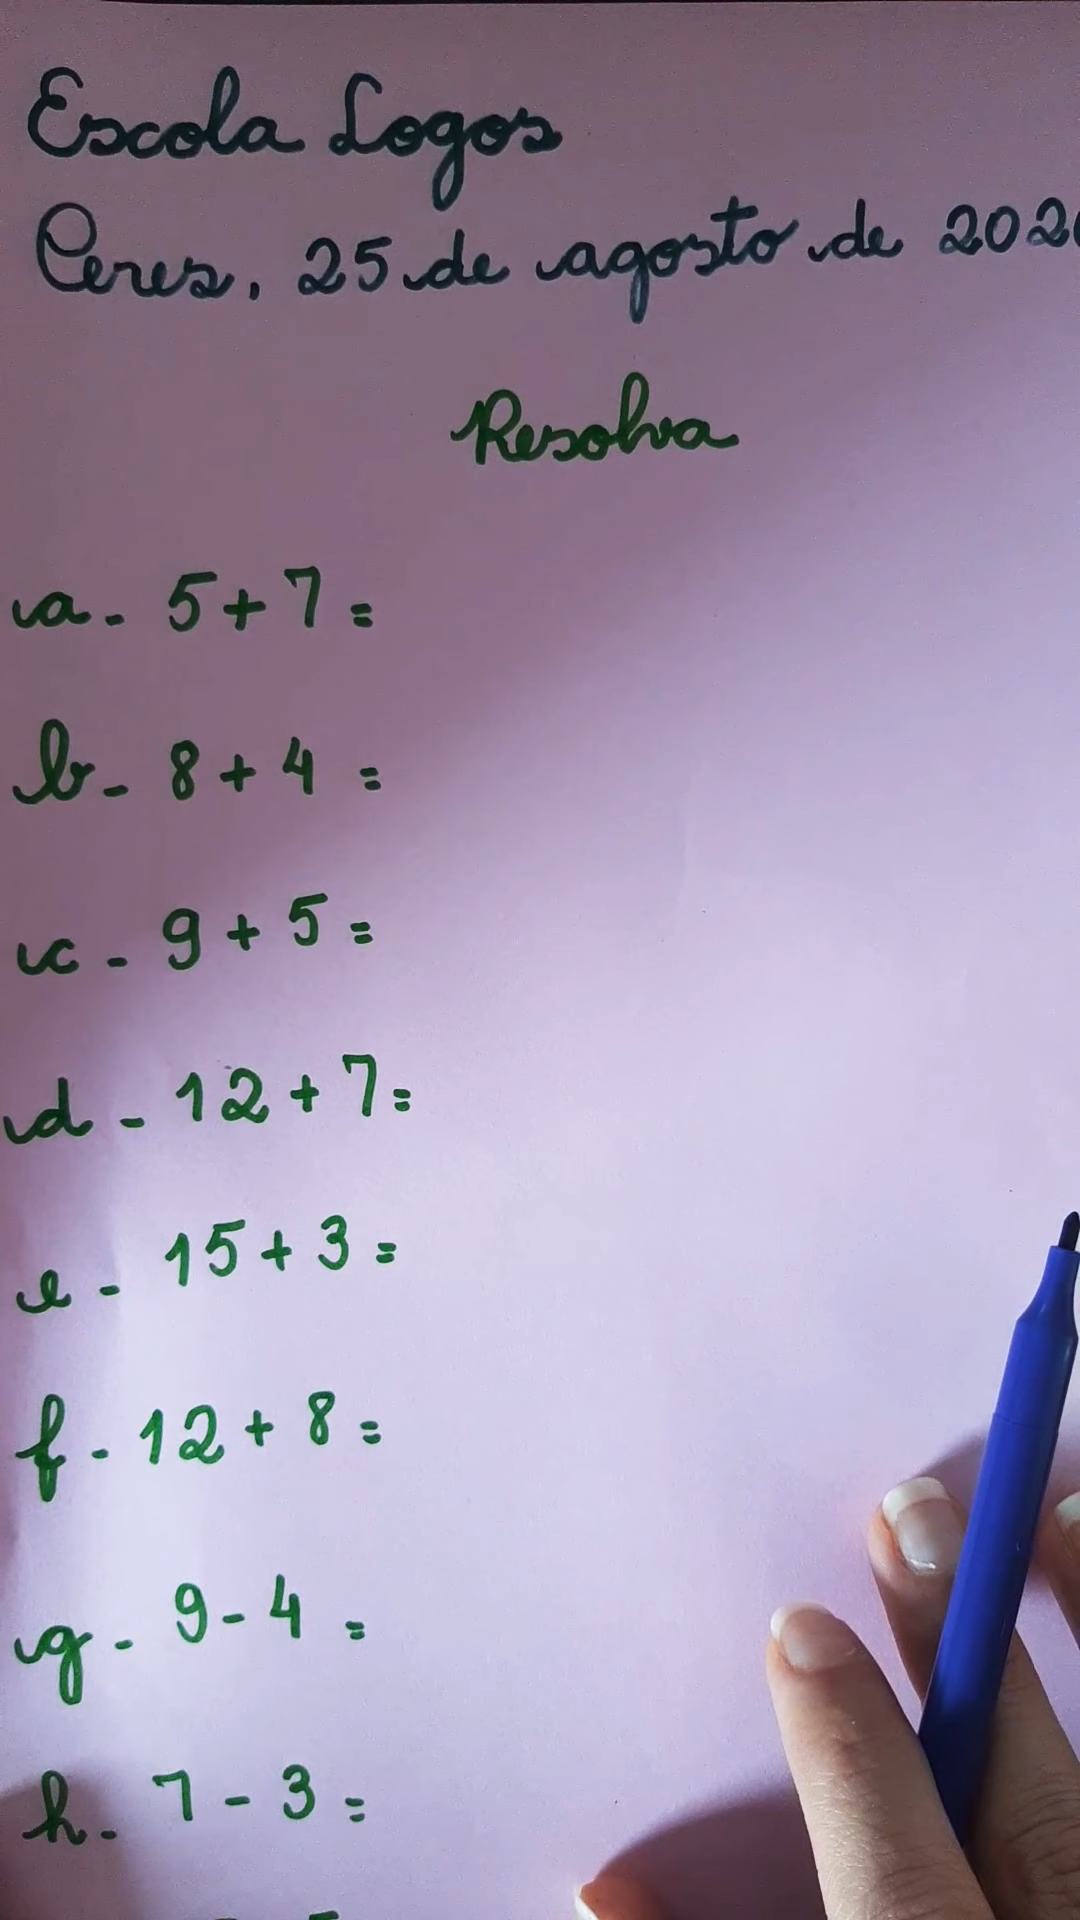 Escola Logos
Ceres, 25 de agosto de 202
Resolva
a - 5 + 7 =
b - 8 + 4 =
c - 9 + 5 =
d - 12 + 7 =
e - 15 + 3 =
f - 12 + 8 =
g - 9 - 4 =
h - 7 - 3 =